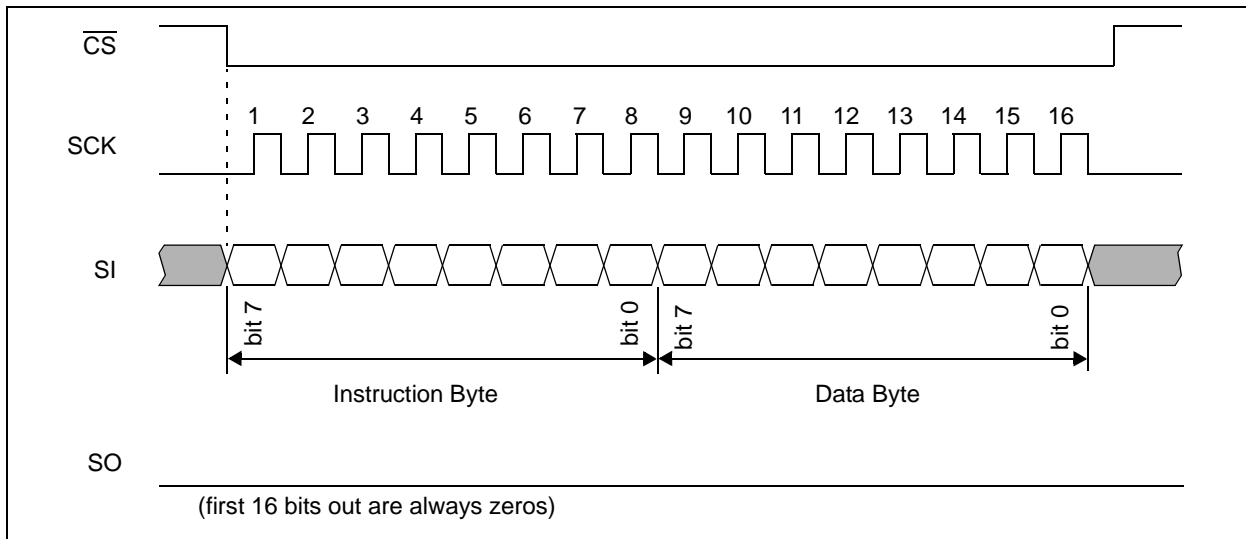 CS
1 2 3 4 5 6 7 8 9 10 11 12 13 14 15 16
SCK
SI
bit 7 bit 0 bit 7 bit 0
Instruction Byte Data Byte
SO
(first 16 bits out are always zeros)